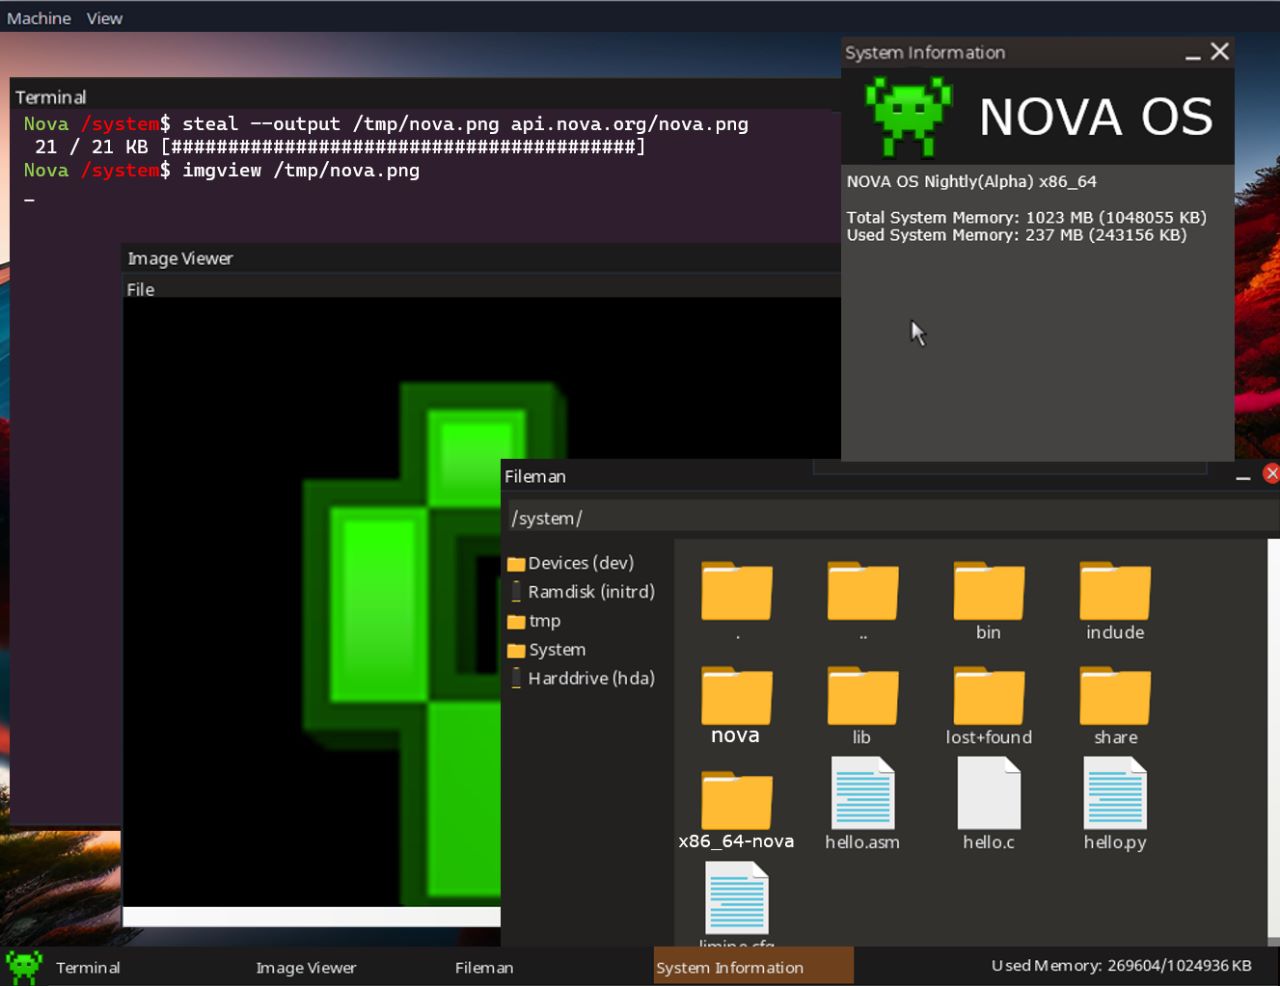 Machine View
Terminal
Nova /system$ steal --output /tmp/nova.png api.nova.org/nova.png
21 / 21 KB [#########################################]
Nova /system$ imgview /tmp/nova.png
_
Image Viewer
File
System Information
NOVA OS
NOVA OS Nightly(Alpha) x86_64
Total System Memory: 1023 MB (1048055 KB)
Used System Memory: 237 MB (243156 KB)
Fileman
/system/
Devices (dev)
Ramdisk (initrd)
tmp
System
Harddrive (hda)
. .. bin include
nova lib lost+found share
x86_64-nova hello.asm hello.c hello.py
limine.cfg
Terminal Image Viewer Fileman System Information Used Memory: 269604/1024936 KB